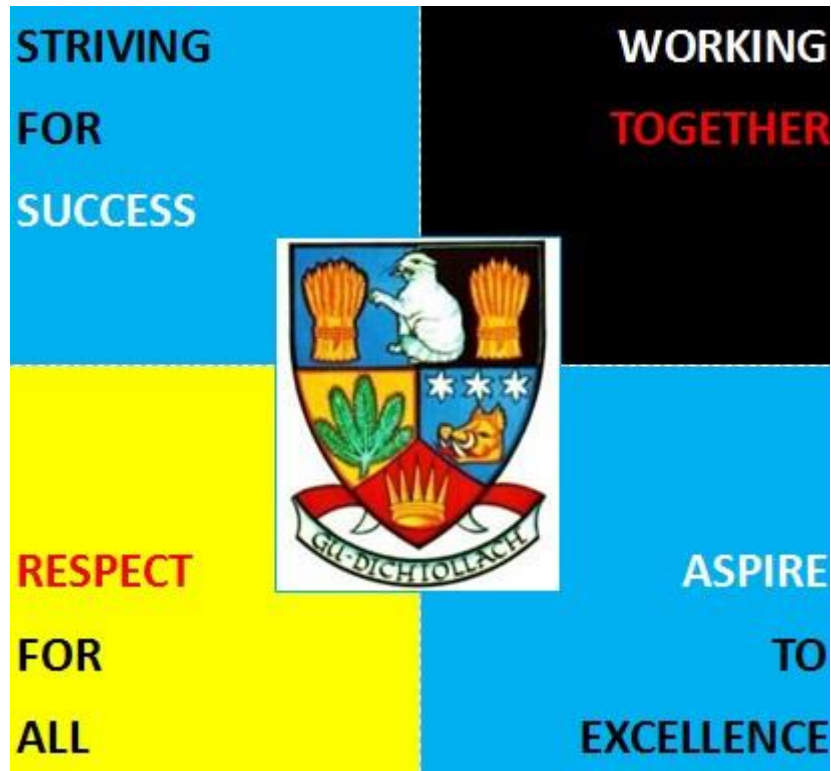 STRIVING
FOR
SUCCESS
WORKING
TOGETHER
GU·DICHIOLLACH
RESPECT
FOR
ALL
ASPIRE
TO
EXCELLENCE